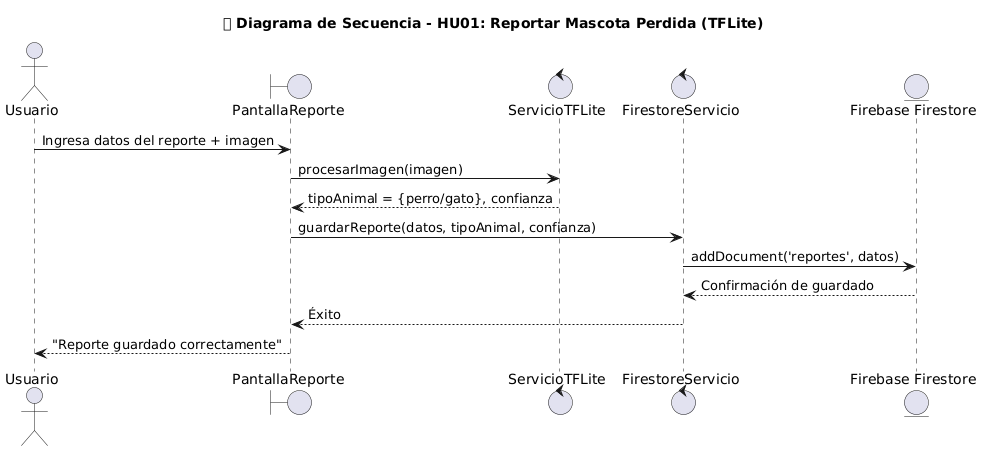 Diagrama de Secuencia - HU01: Reportar Mascota Perdida (TFLite)
Usuario
PantallaReporte
ServicioTFLite
FirestoreServicio
Firebase Firestore
Ingresa datos del reporte + imagen
procesarImagen(imagen)
tipoAnimal = {perro/gato}, confianza
guardarReporte(datos, tipoAnimal, confianza)
addDocument('reportes', datos)
Confirmación de guardado
Éxito
"Reporte guardado correctamente"
Usuario
PantallaReporte
ServicioTFLite
FirestoreServicio
Firebase Firestore